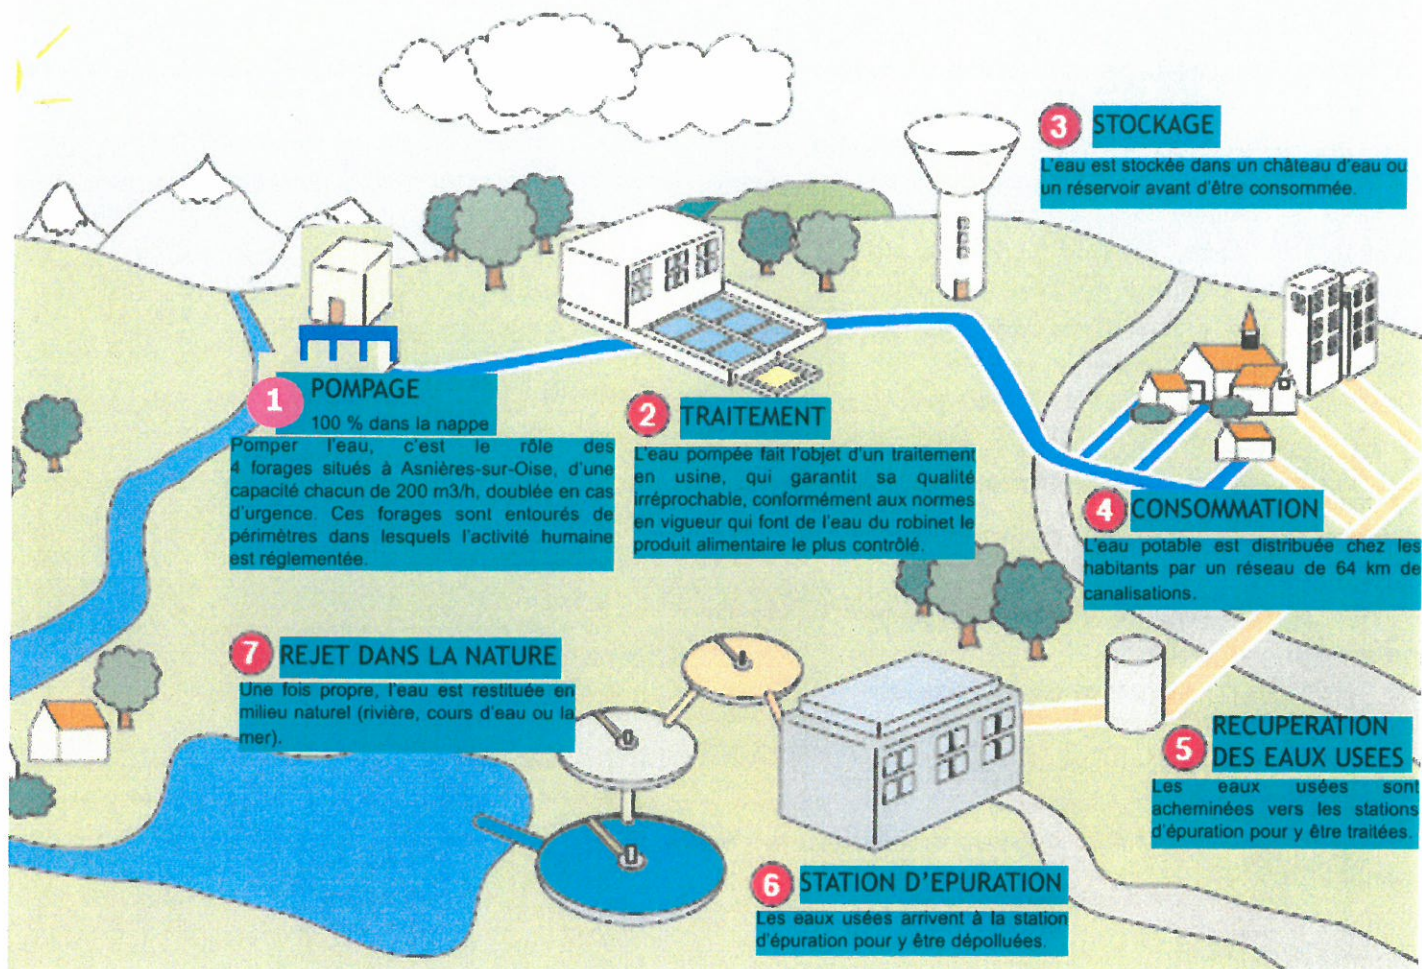 1 POMPAGE
100 % dans la nappe
Pomper l'eau, c'est le rôle des
4 forages situés à Asnières-sur-Oise, d'une
capacité chacun de 200 m3/h, doublée en cas
d'urgence. Ces forages sont entourés de
périmètres dans lesquels l'activité humaine
est réglementée.
2 TRAITEMENT
L'eau pompée fait l'objet d'un traitement
en usine, qui garantit sa qualité
irréprochable, conformément aux normes
en vigueur qui font de l'eau du robinet le
produit alimentaire le plus contrôlé.
3 STOCKAGE
L'eau est stockée dans un château d'eau ou
un réservoir avant d'être consommée.
4 CONSOMMATION
L'eau potable est distribuée chez les
habitants par un réseau de 64 km de
canalisations.
5 RECUPERATION
DES EAUX USEES
Les eaux usées sont
acheminées vers les stations
d'épuration pour y être traitées.
6 STATION D'EPURATION
Les eaux usées arrivent à la station
d'épuration pour y être dépolluées.
7 REJET DANS LA NATURE
Une fois propre, l'eau est restituée en
milieu naturel (rivière, cours d'eau ou la
mer).